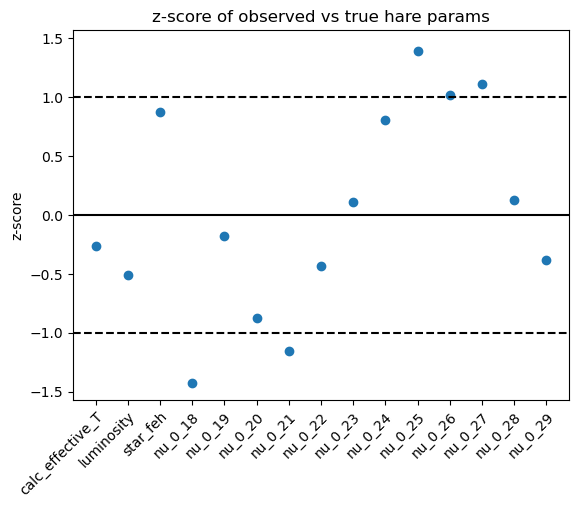 z-score of observed vs true hare params
z-score
1.5
1.0
0.5
0.0
−0.5
−1.0
−1.5
calc_effective_T
luminosity
star_feh
nu_0_18
nu_0_19
nu_0_20
nu_0_21
nu_0_22
nu_0_23
nu_0_24
nu_0_25
nu_0_26
nu_0_27
nu_0_28
nu_0_29